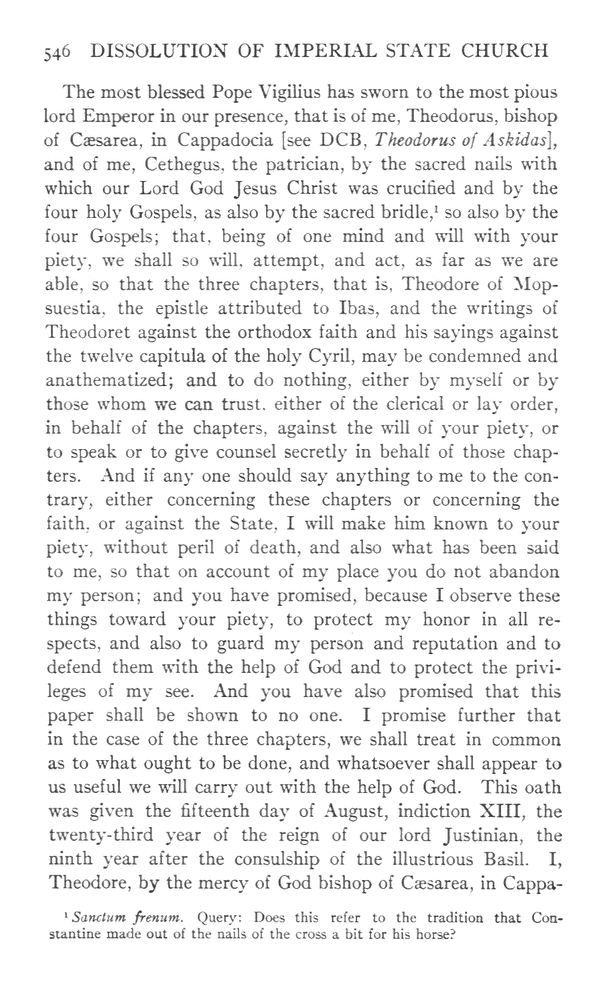 546 DISSOLUTION OF IMPERIAL STATE CHURCH
The most blessed Pope Vigilius has sworn to the most pious
lord Emperor in our presence, that is of me, Theodorus, bishop
of Cæsarea, in Cappadocia [see DCB, Theodorus of Askidas],
and of me, Cethegus, the patrician, by the sacred nails with
which our Lord God Jesus Christ was crucified and by the
four holy Gospels, as also by the sacred bridle,¹ so also by the
four Gospels; that, being of one mind and will with your
piety, we shall so will, attempt, and act, as far as we are
able, so that the three chapters, that is, Theodore of Mop-
suestia, the epistle attributed to Ibas, and the writings of
Theodoret against the orthodox faith and his sayings against
the twelve capitula of the holy Cyril, may be condemned and
anathematized; and to do nothing, either by myself or by
those whom we can trust, either of the clerical or lay order,
in behalf of the chapters, against the will of your piety, or
to speak or to give counsel secretly in behalf of those chap-
ters. And if any one should say anything to me to the con-
trary, either concerning these chapters or concerning the
faith, or against the State, I will make him known to your
piety, without peril of death, and also what has been said
to me, so that on account of my place you do not abandon
my person; and you have promised, because I observe these
things toward your piety, to protect my honor in all re-
spects, and also to guard my person and reputation and to
defend them with the help of God and to protect the privi-
leges of my see. And you have also promised that this
paper shall be shown to no one. I promise further that
in the case of the three chapters, we shall treat in common
as to what ought to be done, and whatsoever shall appear to
us useful we will carry out with the help of God. This oath
was given the fifteenth day of August, indiction XIII, the
twenty-third year of the reign of our lord Justinian, the
ninth year after the consulship of the illustrious Basil. I,
Theodore, by the mercy of God bishop of Cæsarea, in Cappa-
¹ Sanctum frenum. Query: Does this refer to the tradition that Con-
stantine made out of the nails of the cross a bit for his horse?